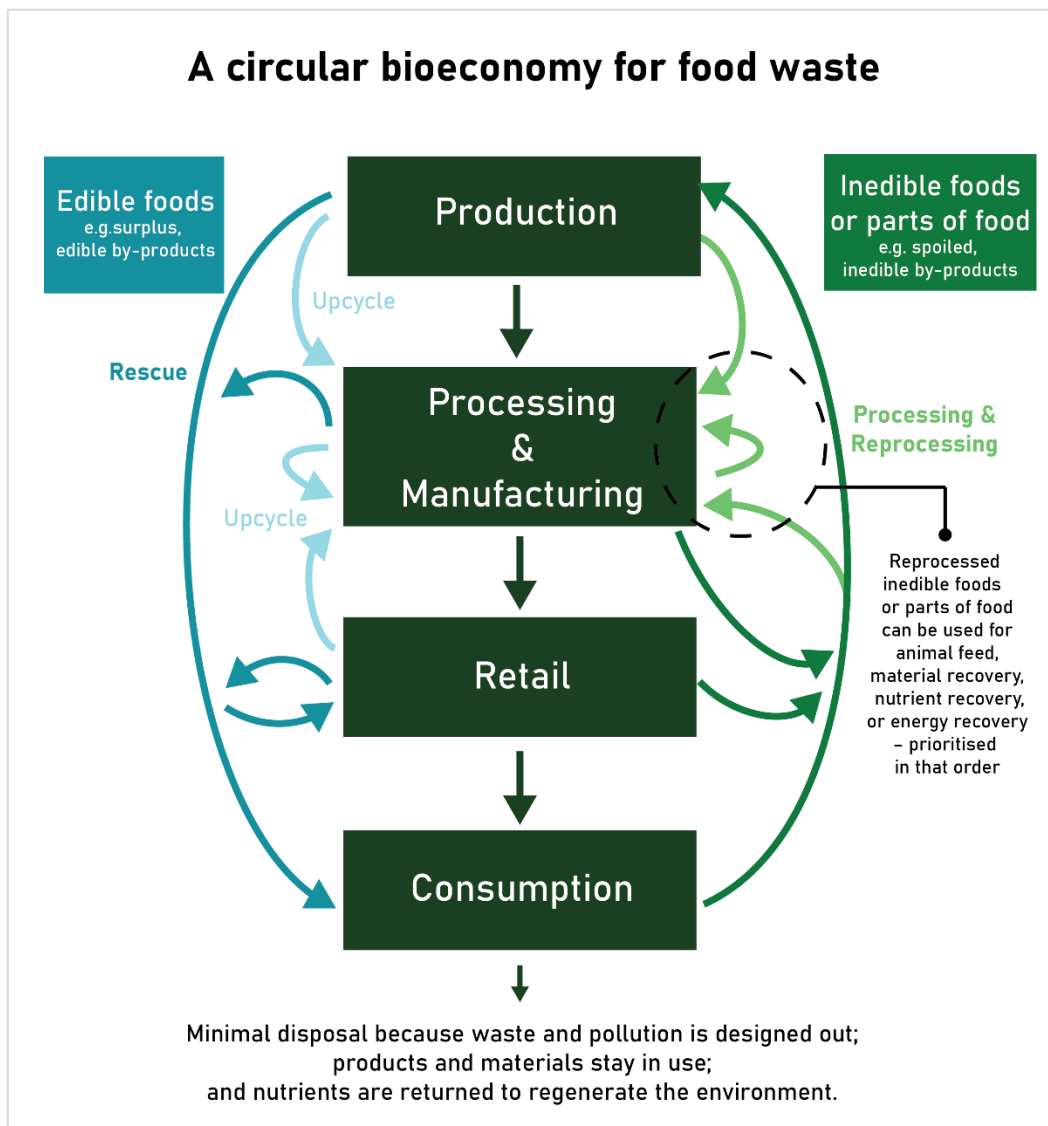 A circular bioeconomy for food waste
Edible foods
e.g.surplus,
edible by-products
Production
Inedible foods
or parts of food
e.g. spoiled,
inedible by-products
Upcycle
Rescue
Processing
&
Manufacturing
Processing &
Reprocessing
Upcycle
Reprocessed
inedible foods
or parts of food
can be used for
animal feed,
material recovery,
nutrient recovery,
or energy recovery
– prioritised
in that order
Retail
Consumption
Minimal disposal because waste and pollution is designed out;
products and materials stay in use;
and nutrients are returned to regenerate the environment.